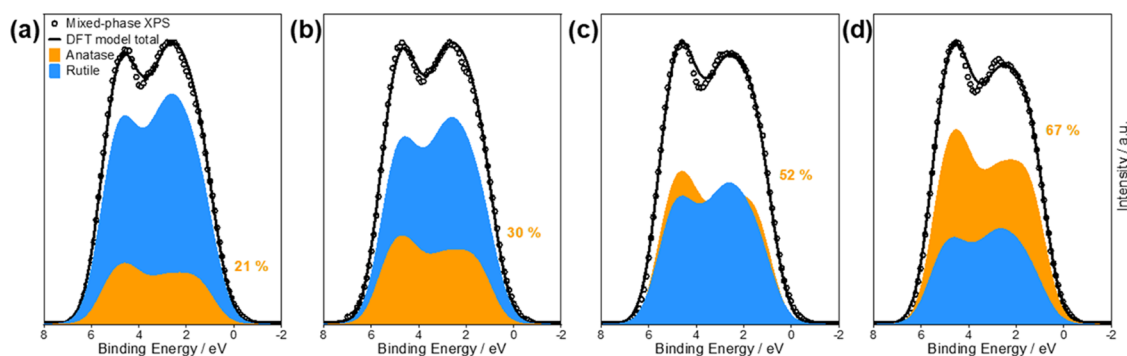 (a)
Mixed-phase XPS
DFT model total
Anatase
Rutile
21 %
8 6 4 2 0 -2
Binding Energy / eV
(b)
30 %
8 6 4 2 0 -2
Binding Energy / eV
(c)
52 %
8 6 4 2 0 -2
Binding Energy / eV
(d)
67 %
8 6 4 2 0 -2
Binding Energy / eV
Intensity / a.u.